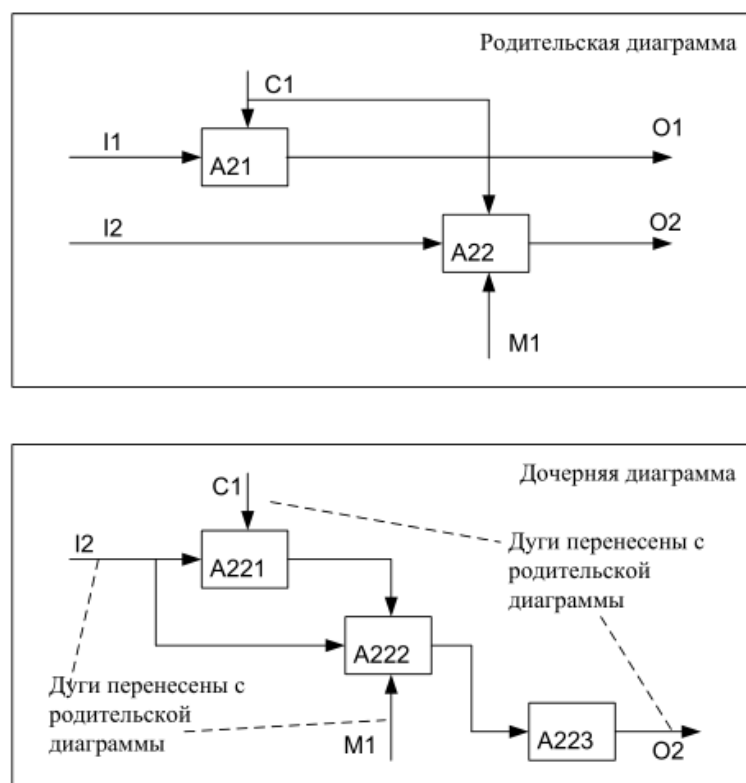 Родительская диаграмма
C1
I1
O1
A21
I2
O2
A22
M1
Дочерняя диаграмма
C1
I2
Дуги перенесены с
родительской
диаграммы
A221
A222
Дуги перенесены с
родительской
диаграммы
M1
A223
O2